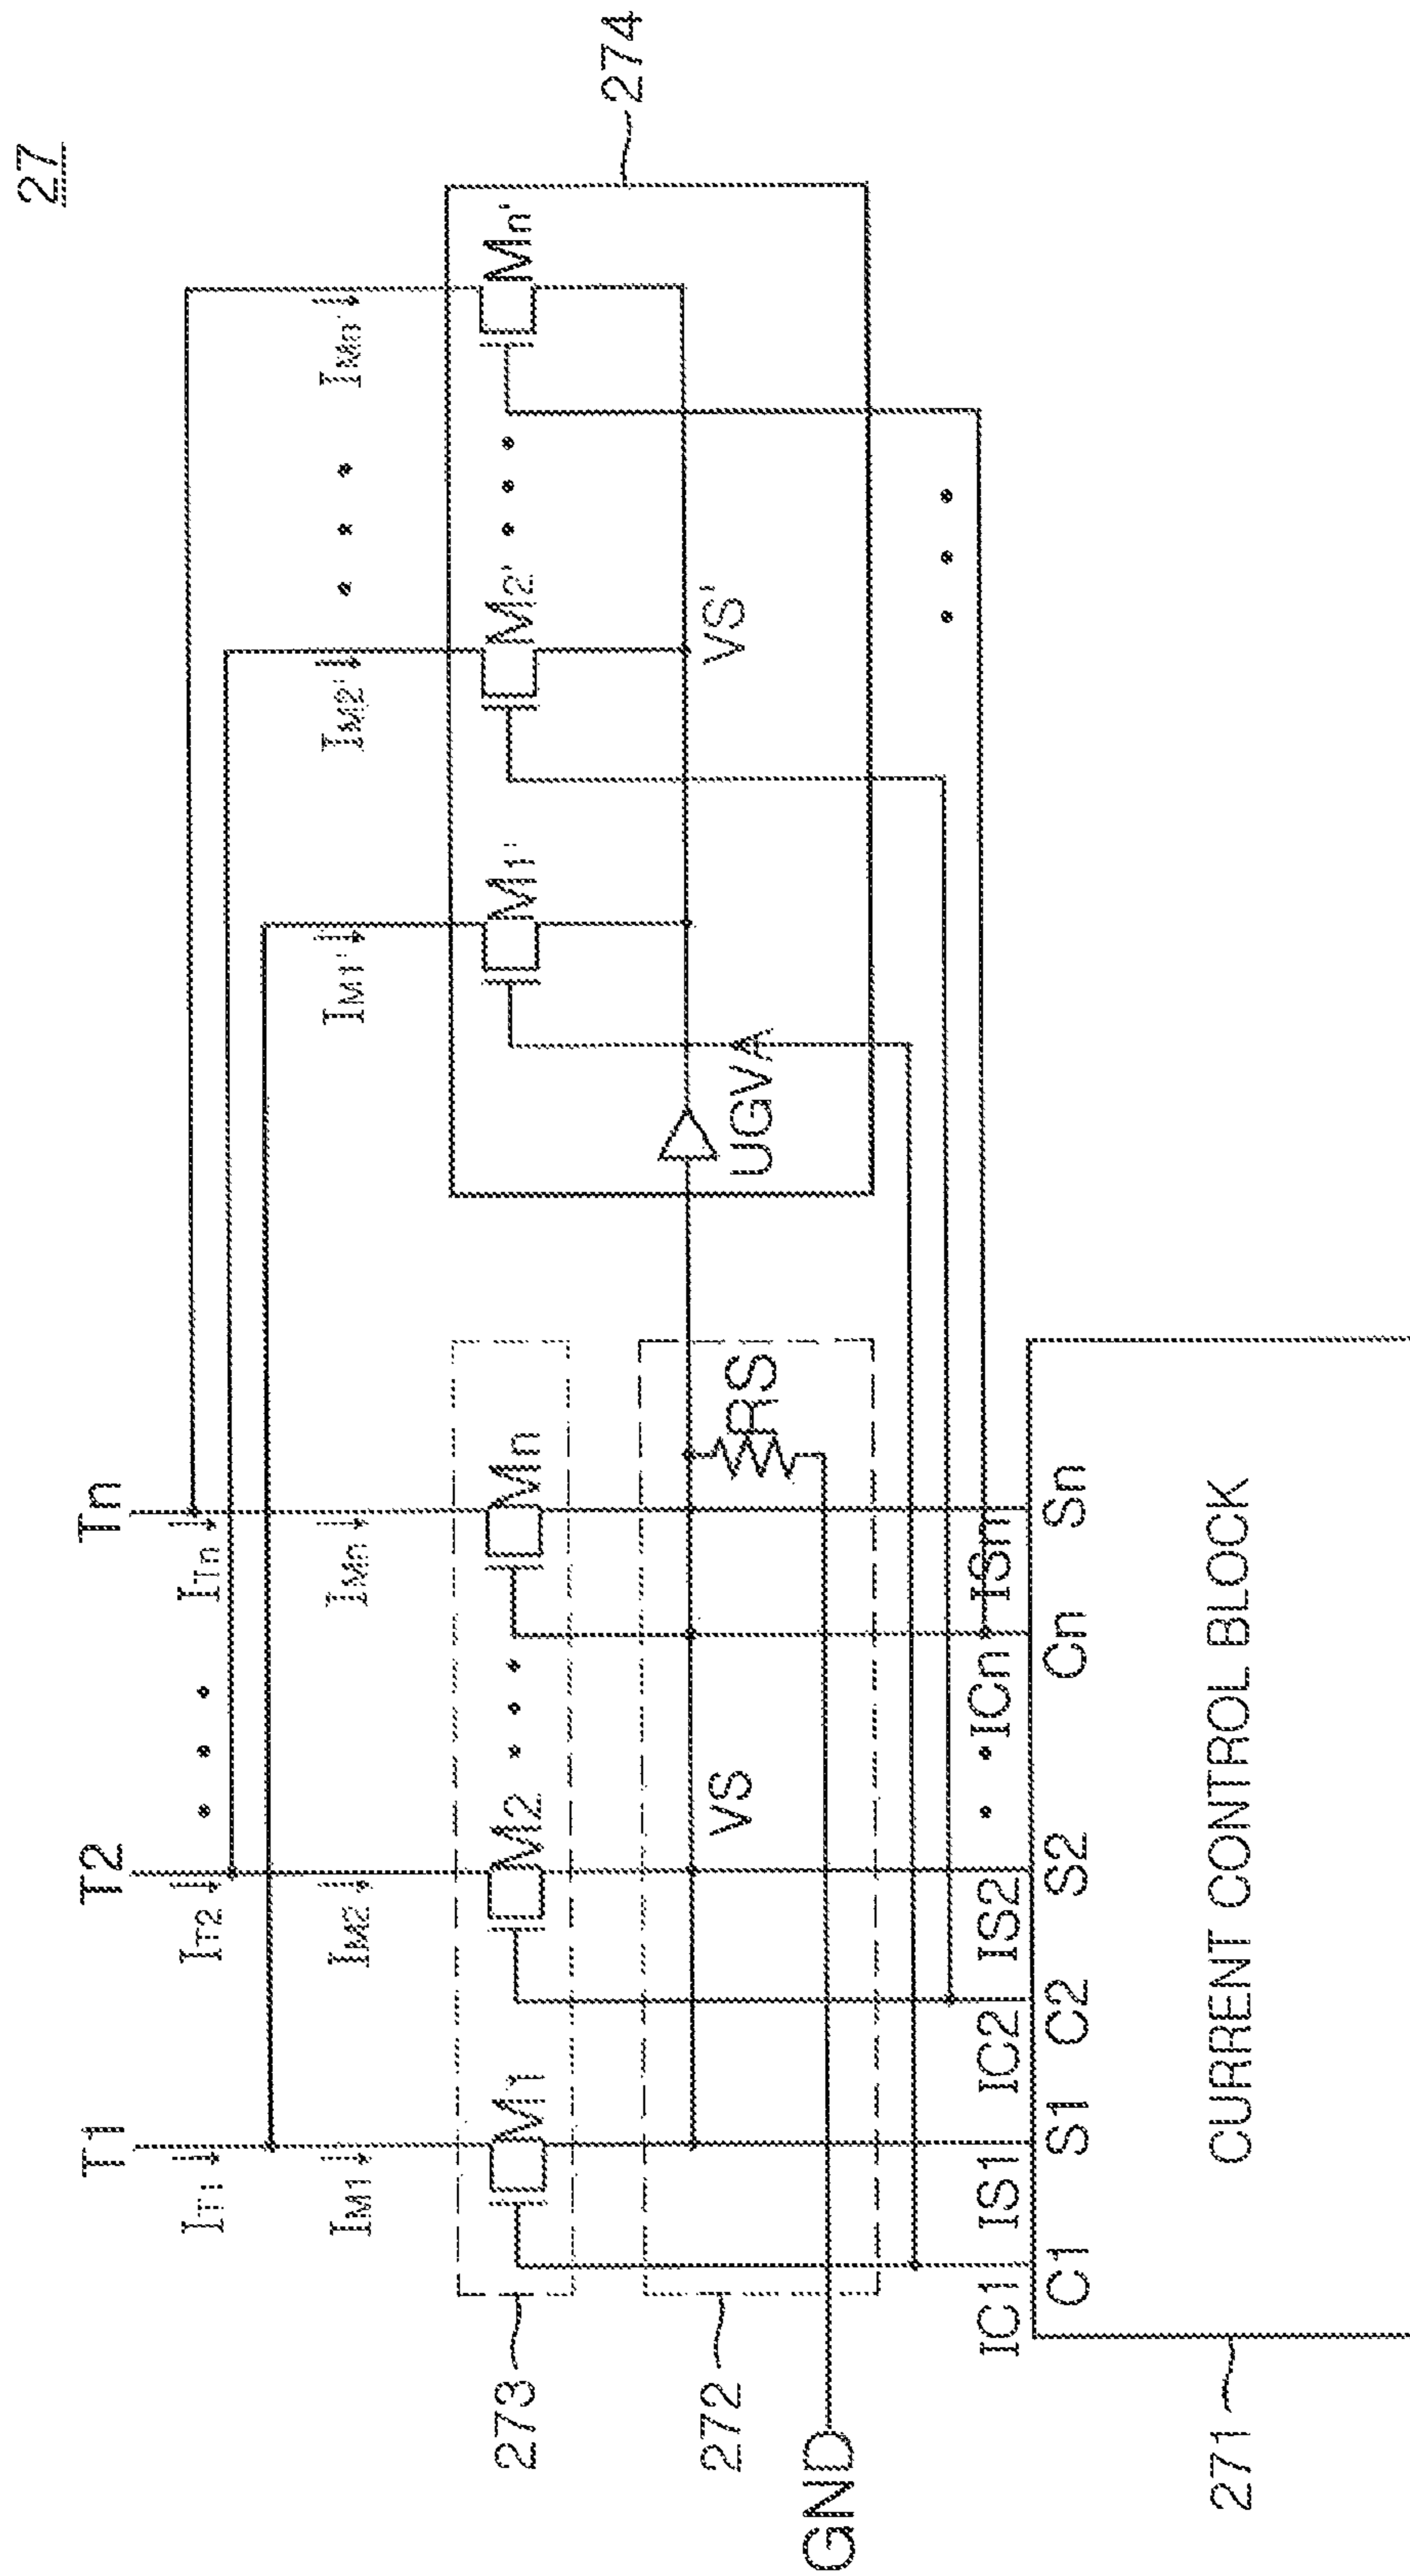 27
T1 T2 Tn
IT1 IT2 ITn
IM1 IM2 IMn IM1' IM2' IMn'
273 M1 M2 Mn M1' M2' Mn' 274
272 VS RS UGVA VS'
GND
IC1 IS1 IC2 IS2 ICn ISn
C1 S1 C2 S2 Cn Sn
271 CURRENT CONTROL BLOCK